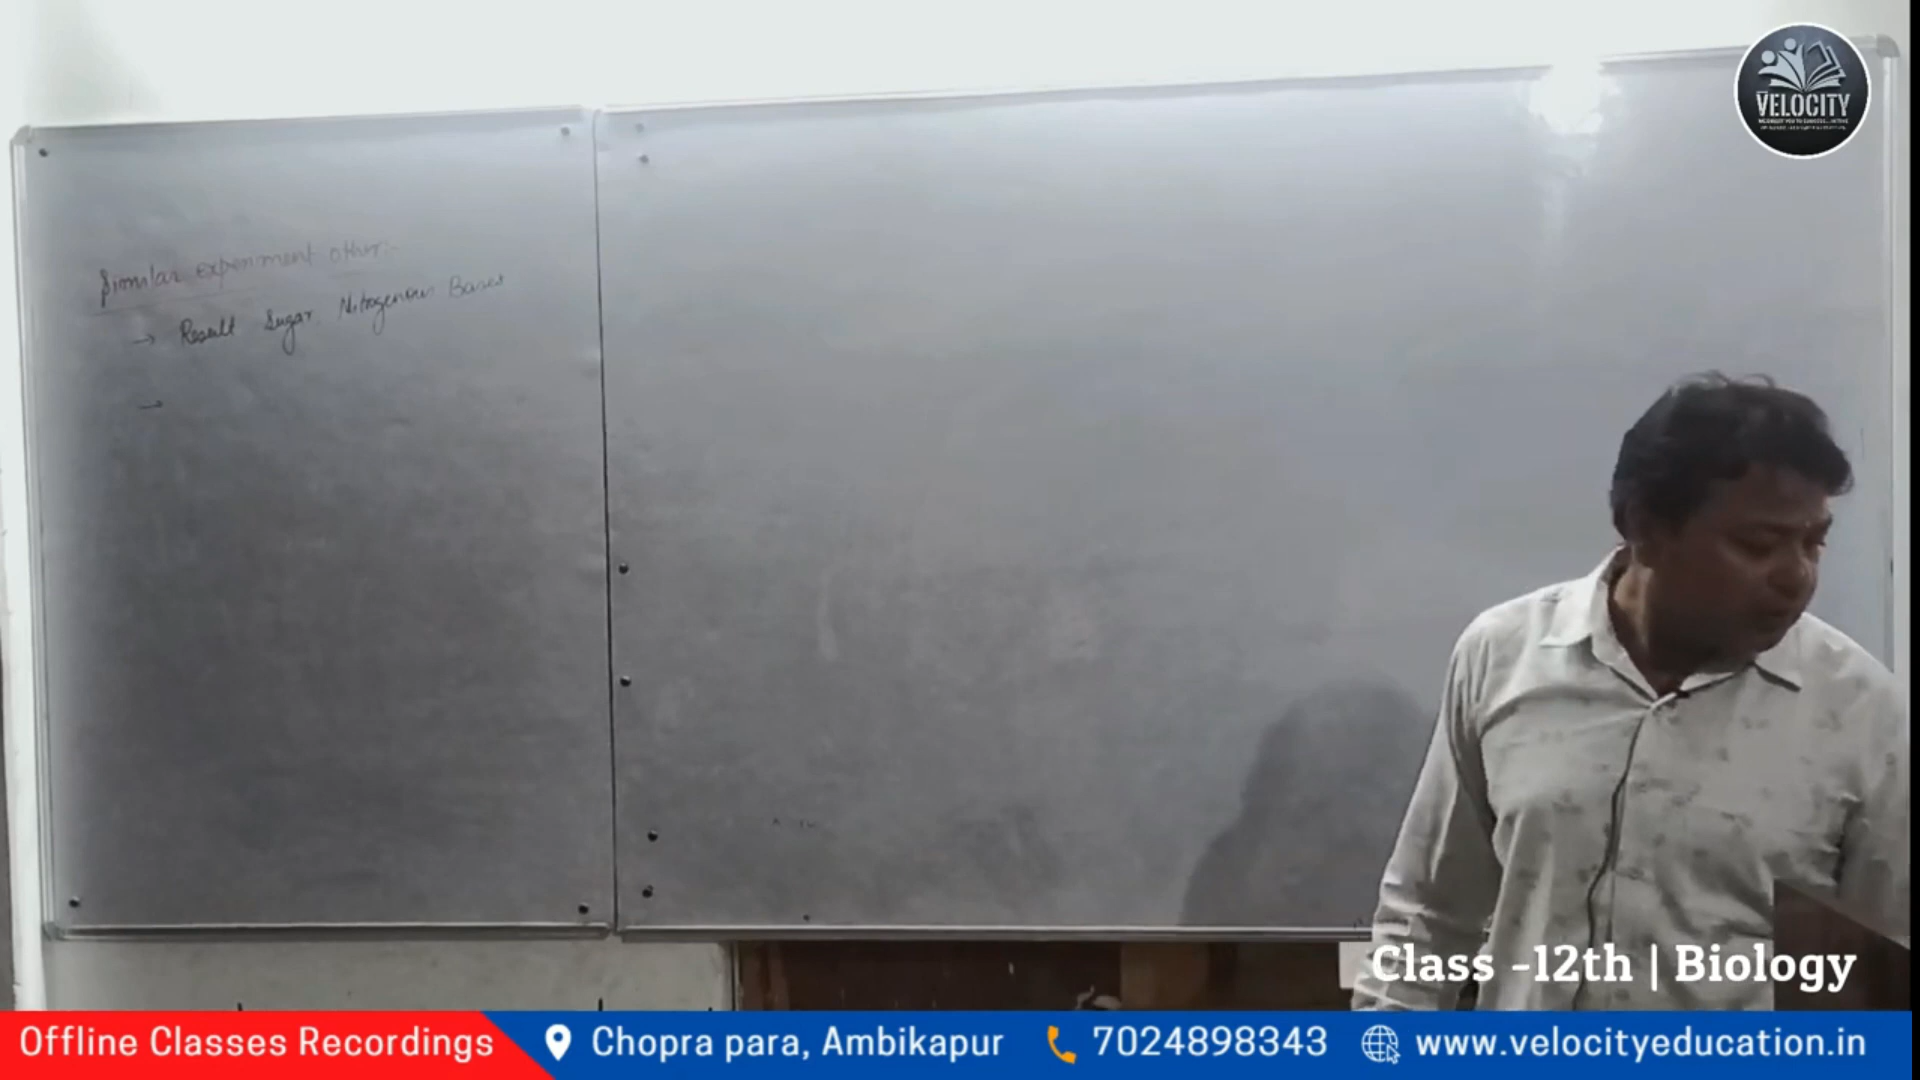 VELOCITY
Similar experiment other:-
→ Result Sugar, Nitrogenous Bases
→
Class -12th | Biology
Offline Classes Recordings
Chopra para, Ambikapur
7024898343
www.velocityeducation.in